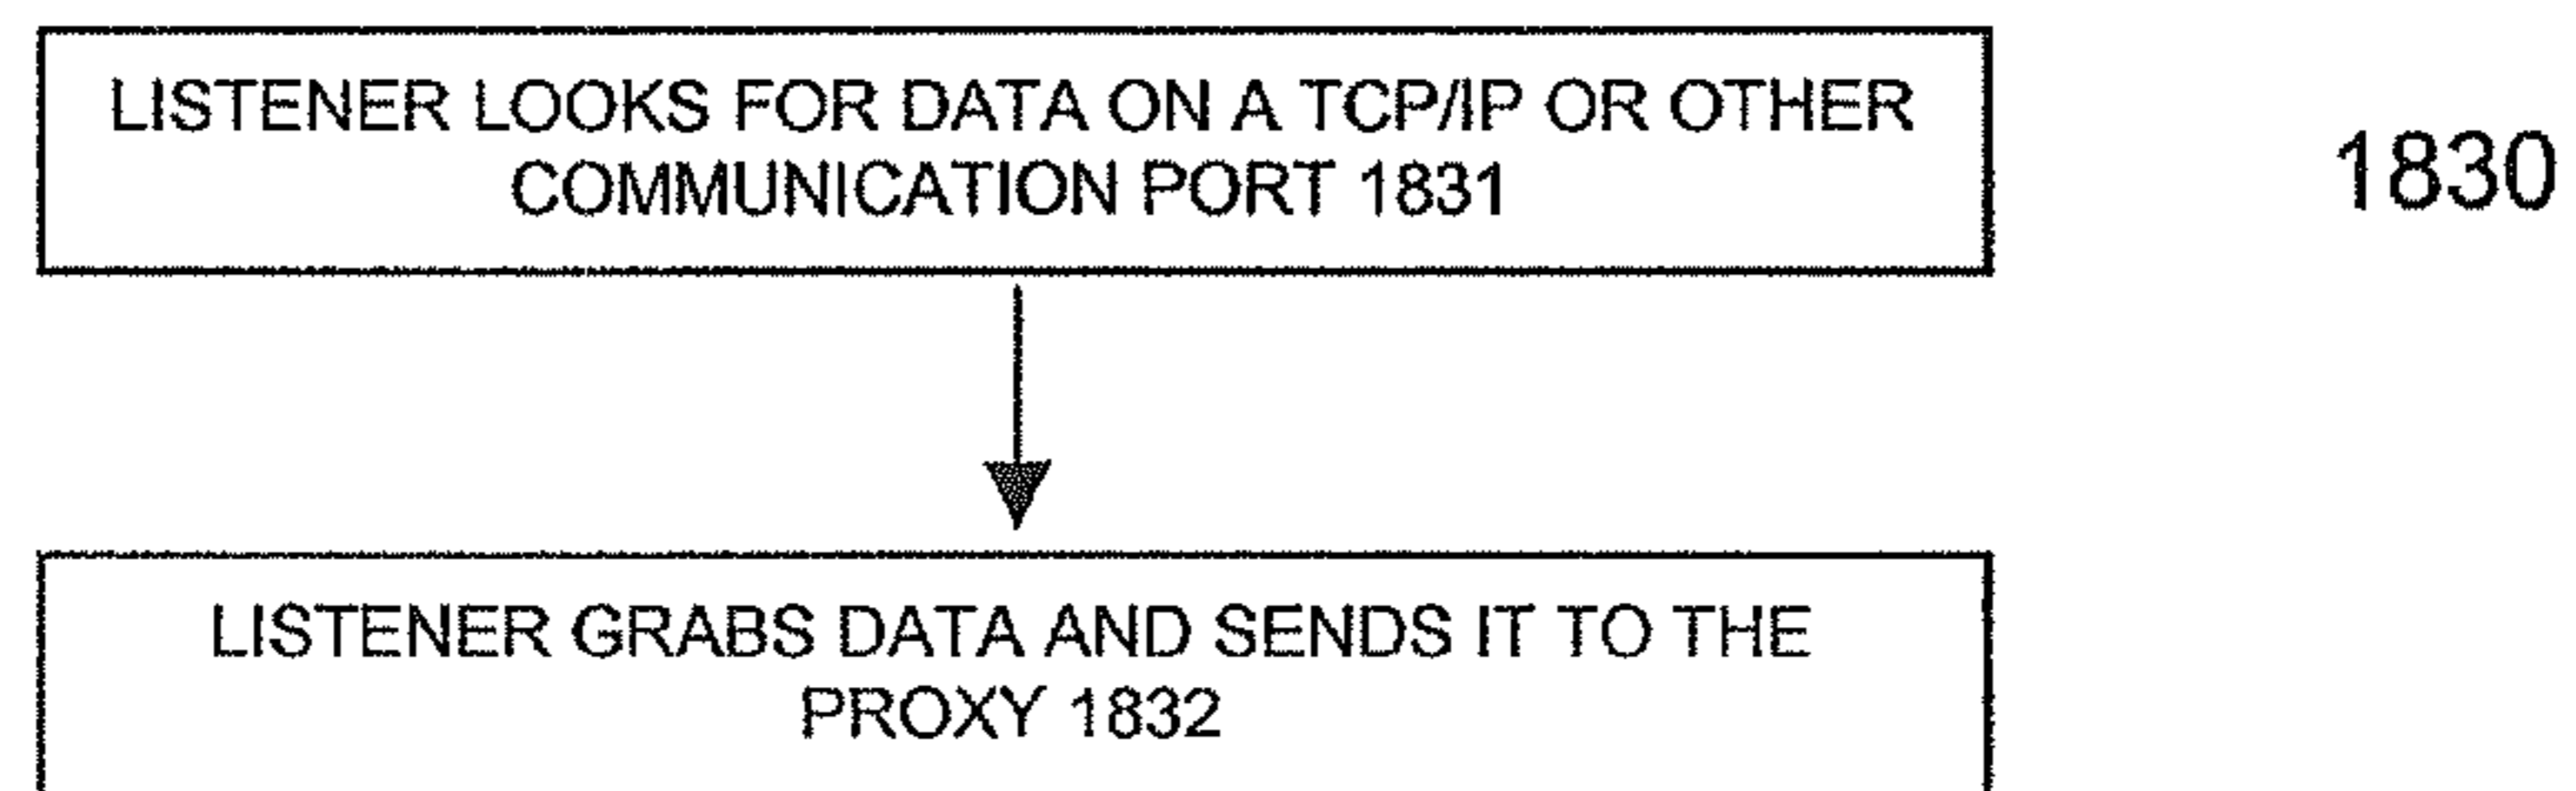 LISTENER LOOKS FOR DATA ON A TCP/IP OR OTHER
COMMUNICATION PORT 1831
1830
LISTENER GRABS DATA AND SENDS IT TO THE
PROXY 1832